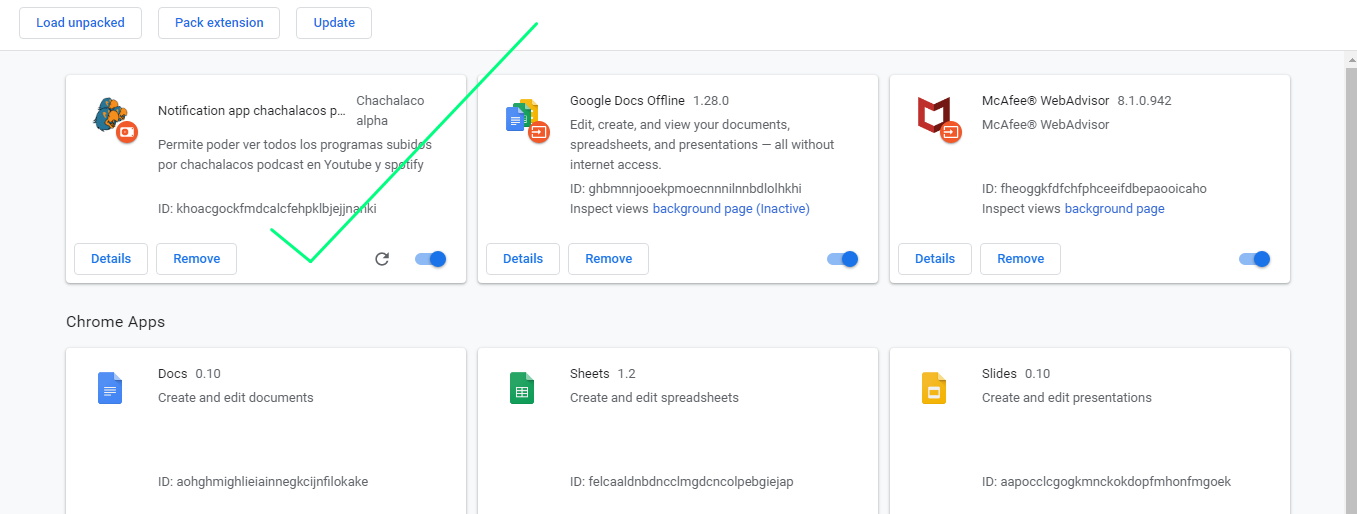 Load unpacked
Pack extension
Update
Notification app chachalacos p...
Chachalaco
alpha
Permite poder ver todos los programas subidos
por chachalacos podcast en Youtube y spotify
ID: khoacgockfmdcalcfehpklbjejjnanki
Details
Remove
Google Docs Offline 1.28.0
Edit, create, and view your documents,
spreadsheets, and presentations — all without
internet access.
ID: ghbmnnjooekpmoecnnnilnnbdlolhkhi
Inspect views background page (Inactive)
Details
Remove
McAfee® WebAdvisor 8.1.0.942
McAfee® WebAdvisor
ID: fheoggkfdfchfphceeifdbepaooicaho
Inspect views background page
Details
Remove
Chrome Apps
Docs 0.10
Create and edit documents
ID: aohghmighlieiainnegkcijnfilokake
Sheets 1.2
Create and edit spreadsheets
ID: felcaaldnbdncclmgdcncolpebgiejap
Slides 0.10
Create and edit presentations
ID: aapocclcgogkmnckokdopfmhonfmgoek